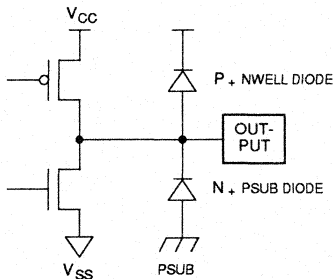 VCC
P+ NWELL DIODE
OUT-
PUT
N+ PSUB DIODE
VSS
PSUB